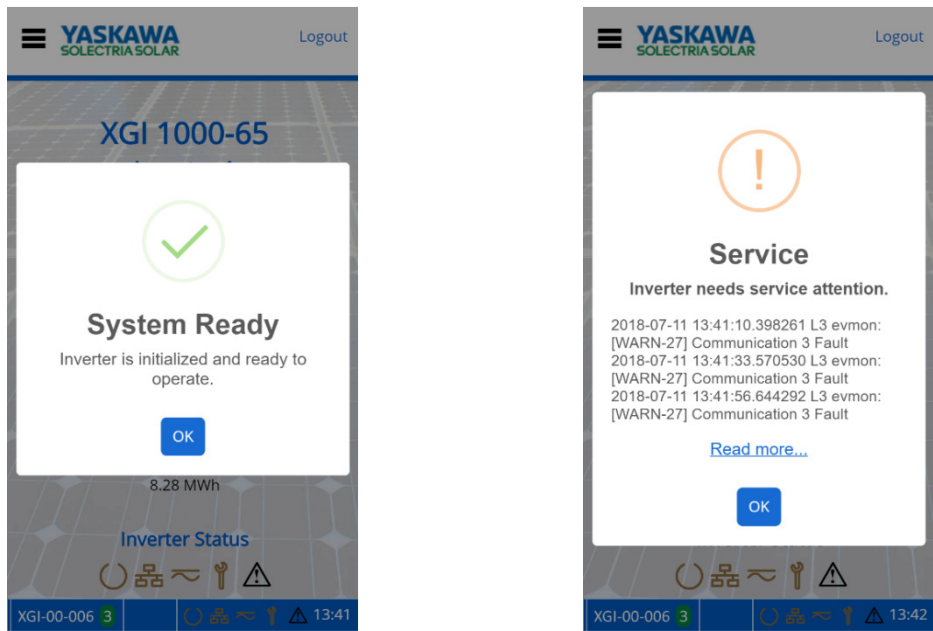 YASKAWA
SOLECTRIA SOLAR
Logout
XGI 1000-65
System Ready
Inverter is initialized and ready to
operate.
OK
8.28 MWh
Inverter Status
XGI-00-006 3
13:41
YASKAWA
SOLECTRIA SOLAR
Logout
!
Service
Inverter needs service attention.
2018-07-11 13:41:10.398261 L3 evmon:
[WARN-27] Communication 3 Fault
2018-07-11 13:41:33.570530 L3 evmon:
[WARN-27] Communication 3 Fault
2018-07-11 13:41:56.644292 L3 evmon:
[WARN-27] Communication 3 Fault
Read more...
OK
XGI-00-006 3
13:42